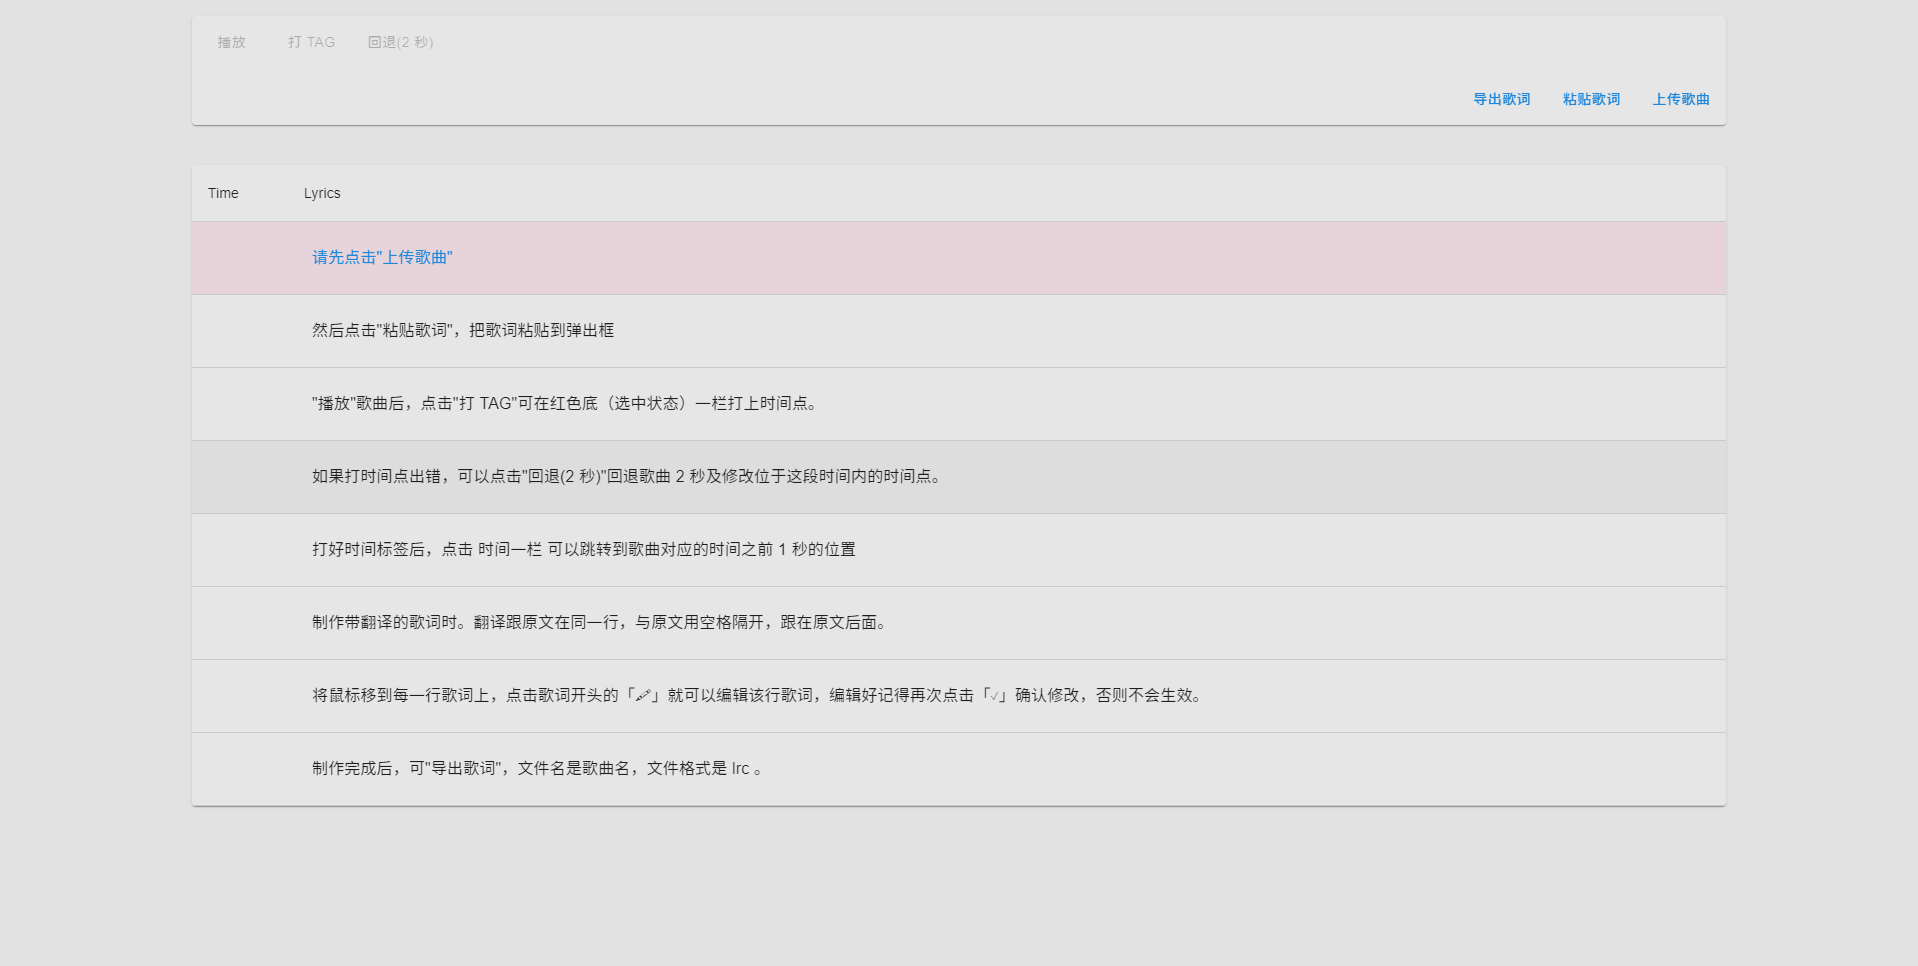 播放 打 TAG 回退(2 秒)
导出歌词 粘贴歌词 上传歌曲
Time Lyrics
请先点击"上传歌曲"
然后点击"粘贴歌词"，把歌词粘贴到弹出框
"播放"歌曲后，点击"打 TAG"可在红色底（选中状态）一栏打上时间点。
如果打时间点出错，可以点击"回退(2 秒)"回退歌曲 2 秒及修改位于这段时间内的时间点。
打好时间标签后，点击 时间一栏 可以跳转到歌曲对应的时间之前 1 秒的位置
制作带翻译的歌词时。翻译跟原文在同一行，与原文用空格隔开，跟在原文后面。
将鼠标移到每一行歌词上，点击歌词开头的「🖊」就可以编辑该行歌词，编辑好记得再次点击「✓」确认修改，否则不会生效。
制作完成后，可"导出歌词"，文件名是歌曲名，文件格式是 lrc 。